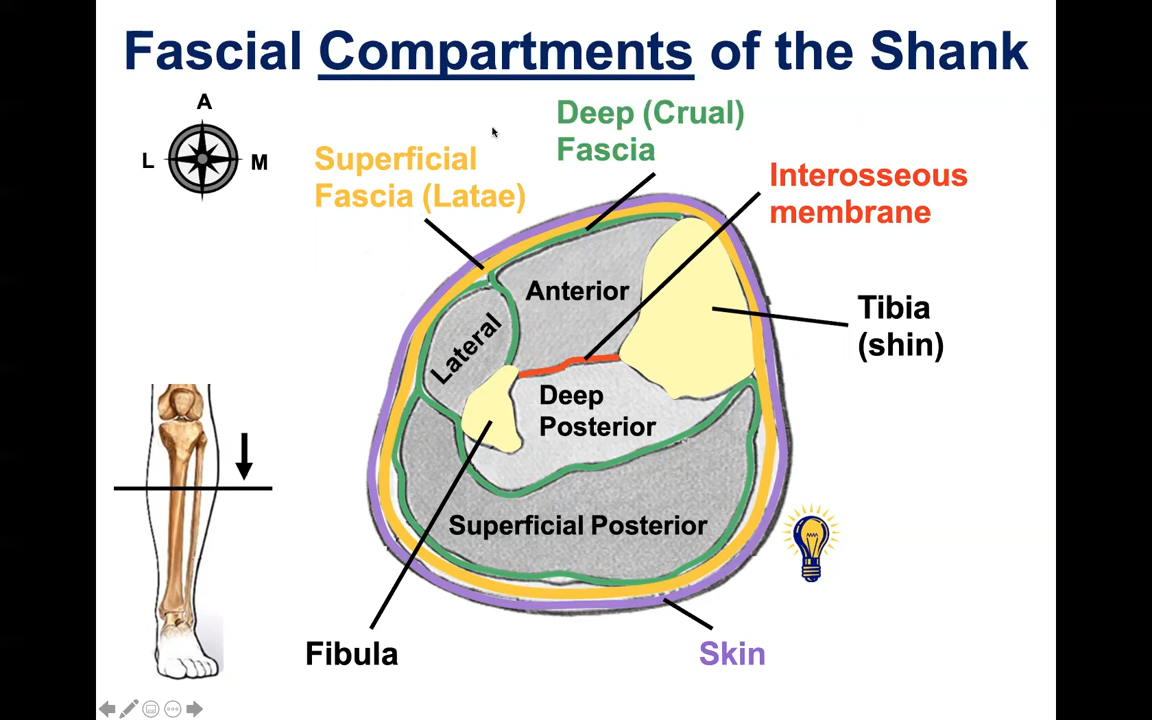 Fascial Compartments of the Shank
A
L
M
Superficial
Fascia (Latae)
Deep (Crual)
Fascia
Interosseous
membrane
Anterior
Lateral
Tibia
(shin)
Deep
Posterior
Superficial Posterior
Fibula
Skin